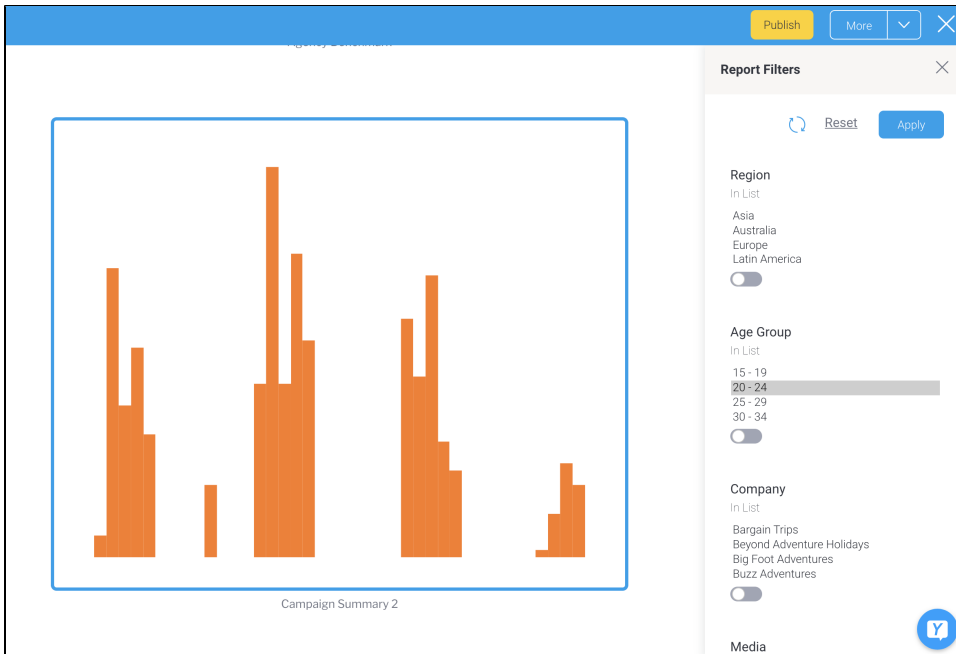 Publish
More
Agency Benchmark
Report Filters
Reset
Apply
Region
In List
Asia
Australia
Europe
Latin America
Age Group
In List
15 - 19
20 - 24
25 - 29
30 - 34
Company
In List
Bargain Trips
Beyond Adventure Holidays
Big Foot Adventures
Buzz Adventures
Media
Campaign Summary 2